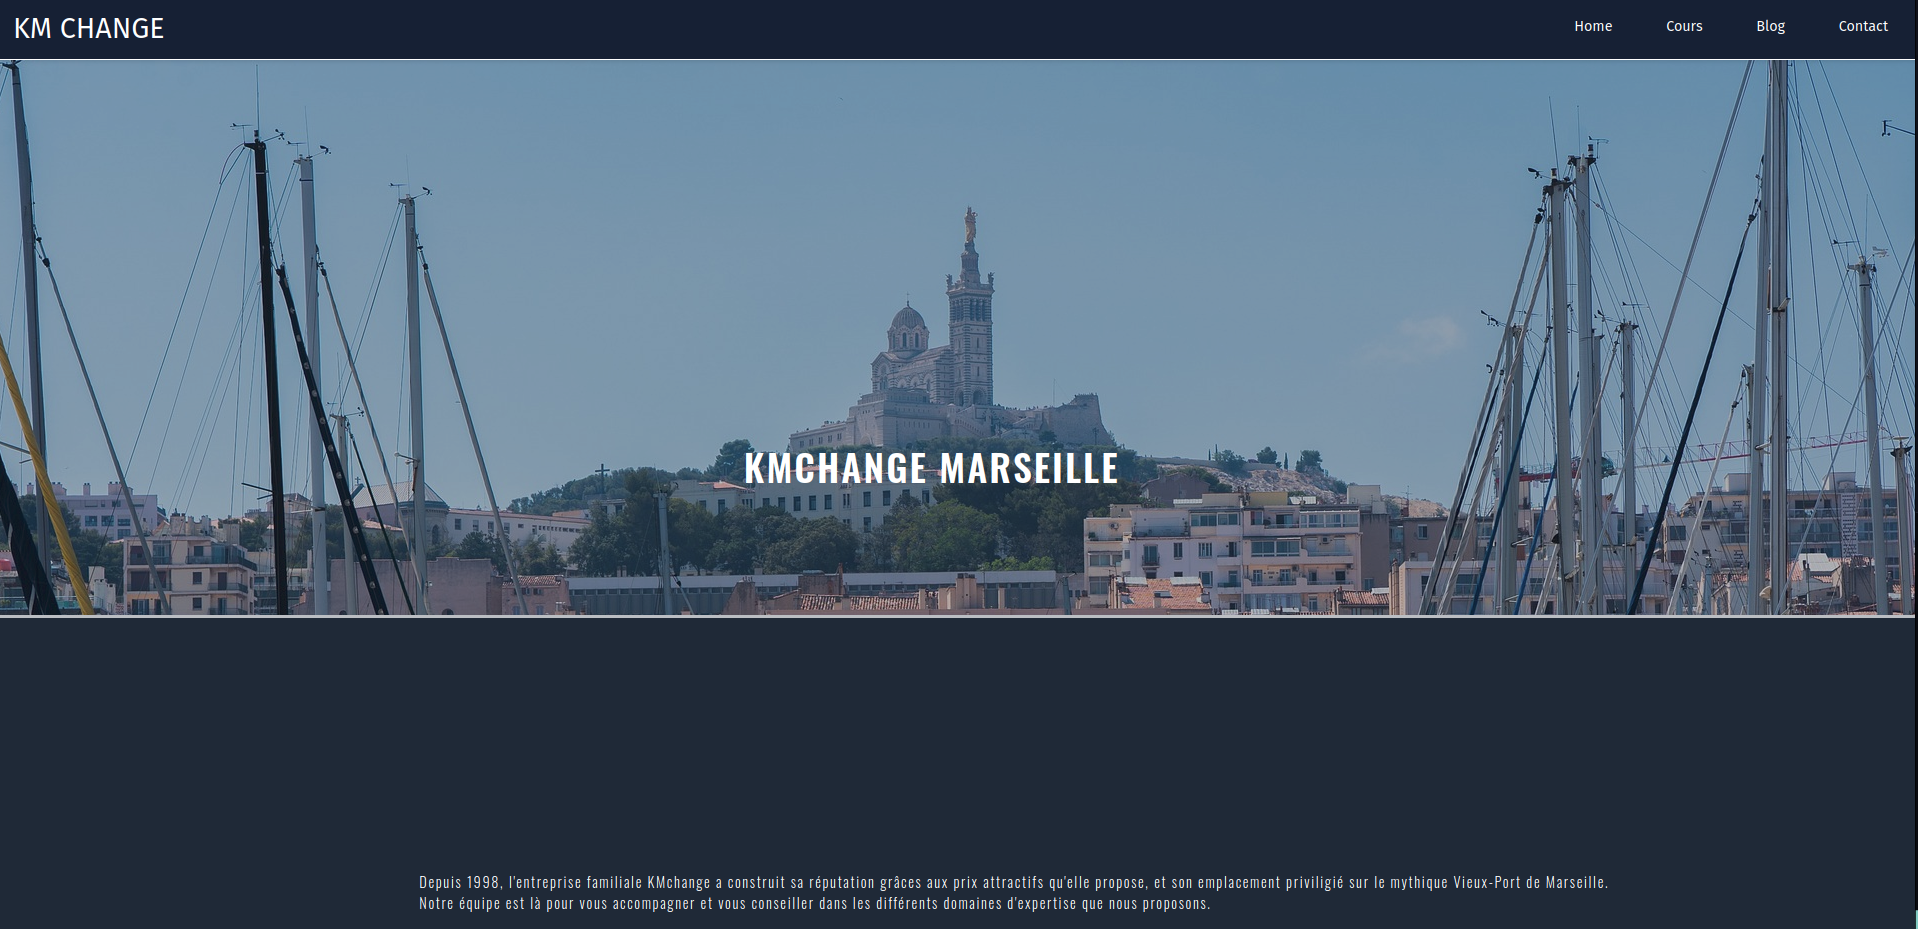 KM CHANGE
Home
Cours
Blog
Contact
KMCHANGE MARSEILLE
Depuis 1998, l'entreprise familiale KMchange a construit sa réputation grâces aux prix attractifs qu'elle propose, et son emplacement priviligié sur le mythique Vieux-Port de Marseille.
Notre équipe est là pour vous accompagner et vous conseiller dans les différents domaines d'expertise que nous proposons.